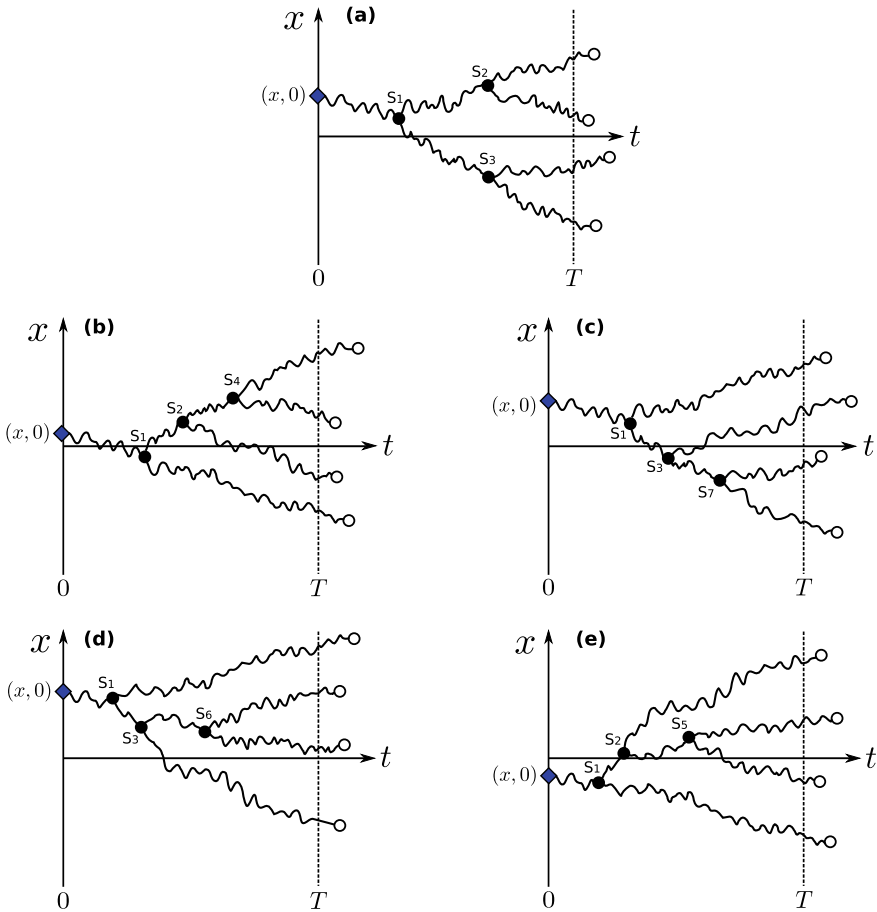 x (a)
(x, 0)
S1
S2
S3
t
0 T
x (b)
(x, 0)
S1
S2
S4
t
0 T
x (c)
(x, 0)
S1
S3
S7
t
0 T
x (d)
(x, 0)
S1
S3
S6
t
0 T
x (e)
(x, 0)
S1
S2
S5
t
0 T